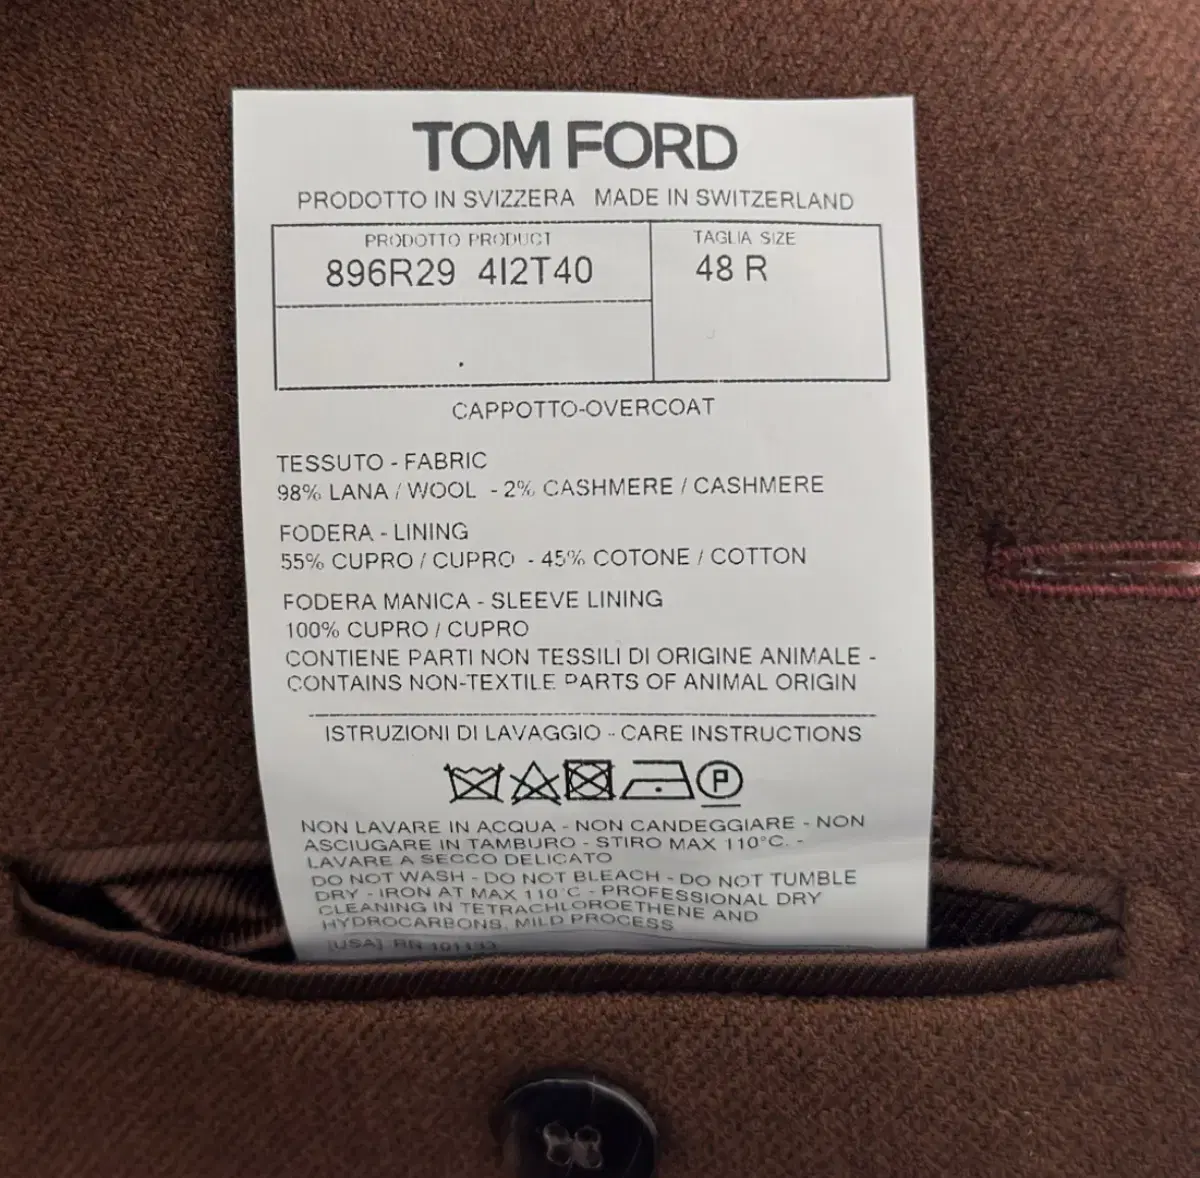 TOM FORD
PRODOTTO IN SVIZZERA MADE IN SWITZERLAND
PRODOTTO PRODUCT
896R29 4I2T40
TAGLIA SIZE
48 R
CAPPOTTO-OVERCOAT
TESSUTO - FABRIC
98% LANA / WOOL - 2% CASHMERE / CASHMERE
FODERA - LINING
55% CUPRO / CUPRO - 45% COTONE / COTTON
FODERA MANICA - SLEEVE LINING
100% CUPRO / CUPRO
CONTIENE PARTI NON TESSILI DI ORIGINE ANIMALE -
CONTAINS NON-TEXTILE PARTS OF ANIMAL ORIGIN
ISTRUZIONI DI LAVAGGIO - CARE INSTRUCTIONS
P
NON LAVARE IN ACQUA - NON CANDEGGIARE - NON
ASCIUGARE IN TAMBURO - STIRO MAX 110°C. -
LAVARE A SECCO DELICATO
DO NOT WASH - DO NOT BLEACH - DO NOT TUMBLE
DRY - IRON AT MAX 110°C - PROFESSIONAL DRY
CLEANING IN TETRACHLOROETHENE AND
HYDROCARBONS, MILD PROCESS
[USA] RN 101133